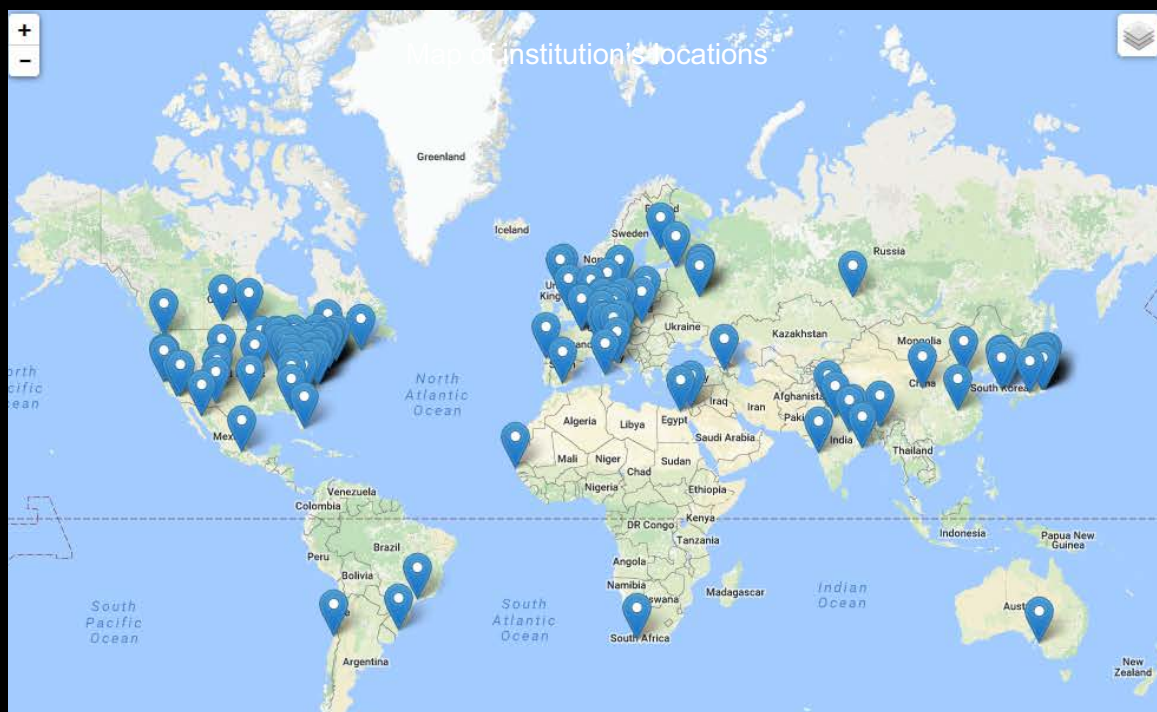 +
−
Map of institution's locations
Greenland
Iceland
Sweden
Russia
Ukraine
Kazakhstan
Mongolia
China
South Korea
North
Atlantic
Ocean
Spain
Algeria
Libya
Egypt
Iraq
Iran
Afghanistan
Saudi Arabia
India
Thailand
Mali
Niger
Chad
Sudan
Nigeria
Ethiopia
DR Congo
Kenya
Tanzania
Angola
Namibia
Madagascar
South Africa
Venezuela
Colombia
Peru
Brazil
Bolivia
Argentina
South
Pacific
Ocean
South
Atlantic
Ocean
Indian
Ocean
Indonesia
Papua New
Guinea
New
Zealand